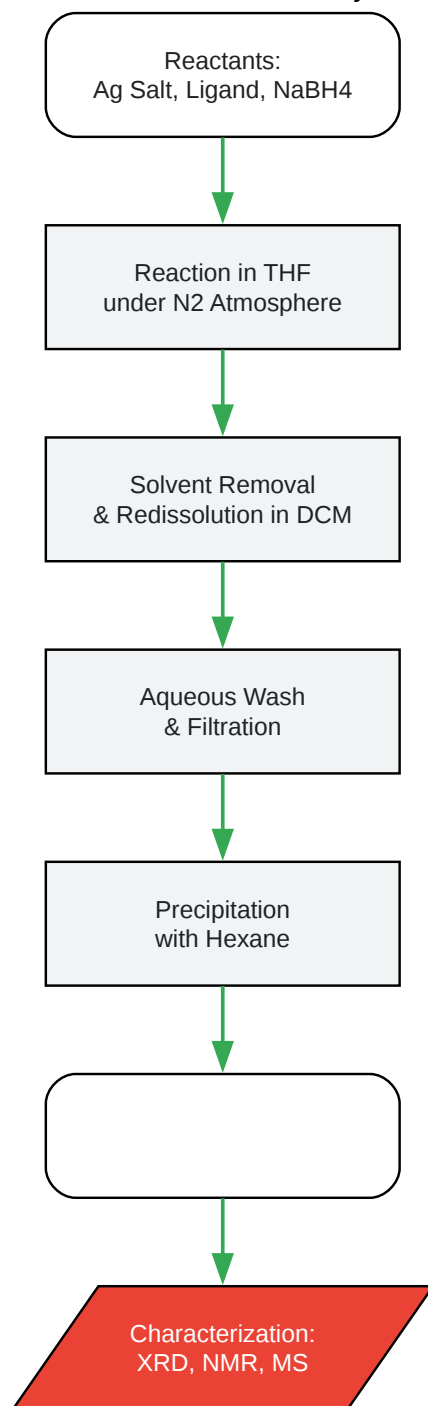 Reactants:
Ag Salt, Ligand, NaBH4
Reaction in THF
under N2 Atmosphere
Solvent Removal
& Redissolution in DCM
Aqueous Wash
& Filtration
Precipitation
with Hexane
Characterization:
XRD, NMR, MS